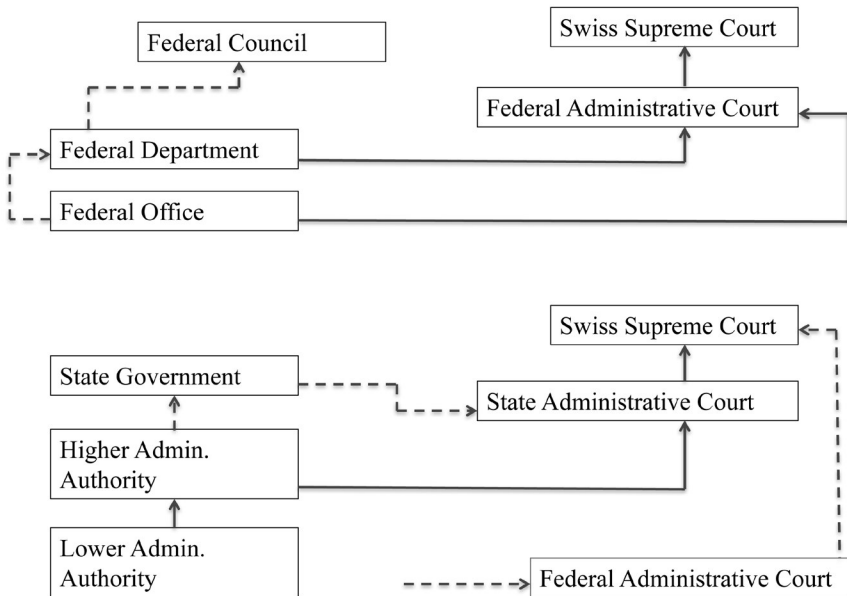 Swiss Supreme Court
Federal Council
Federal Administrative Court
Federal Department
Federal Office
Swiss Supreme Court
State Government
State Administrative Court
Higher Admin.
Authority
Lower Admin.
Authority
Federal Administrative Court